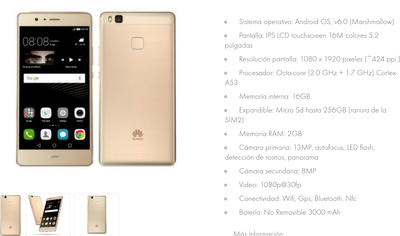 08:08
Google
HUAWEI
Sistema operativo: Android OS, v6.0 (Marshmallow)
Pantalla: IPS LCD touchscreen 16M colores 5.2
pulgadas
Resolución pantalla: 1080 x 1920 pixeles (~424 ppi )
Procesador: Octa-core (2.0 GHz + 1.7 GHz) Cortex-
A53
Memoria interna: 16GB
Expandible: Micro Sd hasta 256GB (ranura de la
SIM2)
Memoria RAM: 2GB
Cámara primaria: 13MP, autofocus, LED flash,
detección de rostros, panorama
Cámara secundaria: 8MP
Video: 1080p@30fp
Conectividad: Wifi, Gps, Bluetooth, Nfc
Batería: No Removible 3000 mAh
Más información